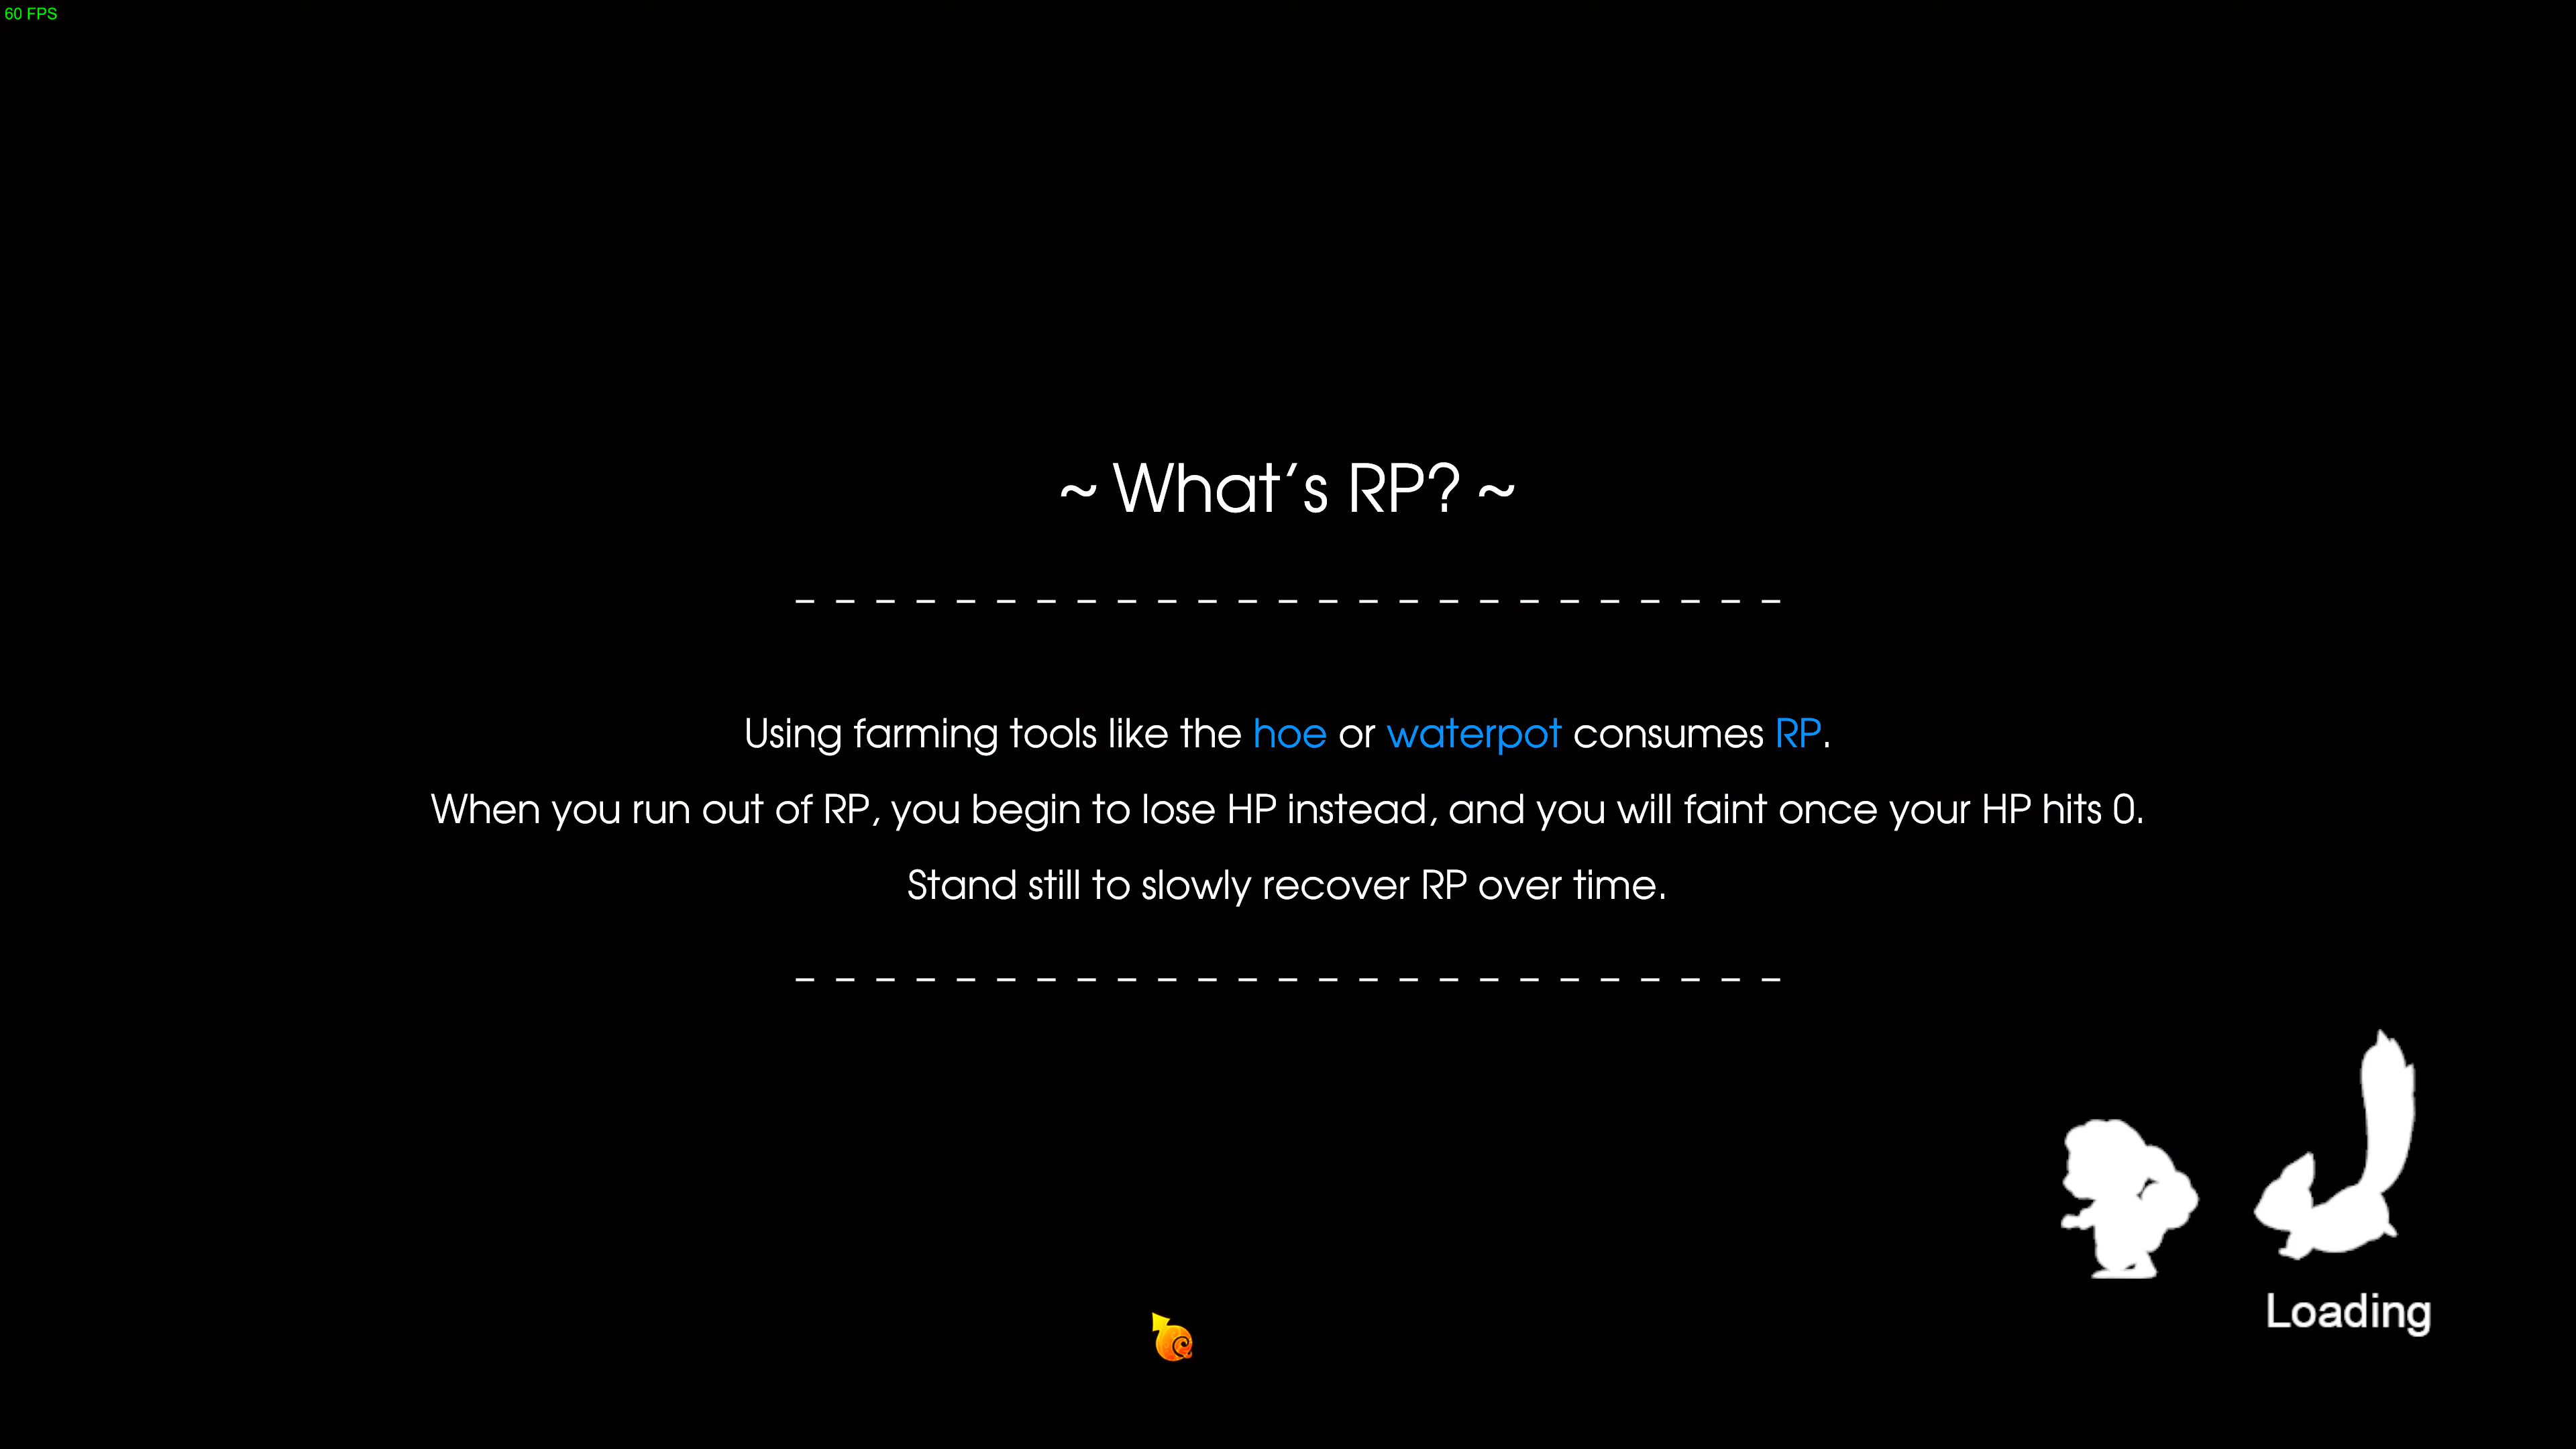 60 FPS
~ What's RP? ~
Using farming tools like the hoe or waterpot consumes RP.
When you run out of RP, you begin to lose HP instead, and you will faint once your HP hits 0.
Stand still to slowly recover RP over time.
Loading